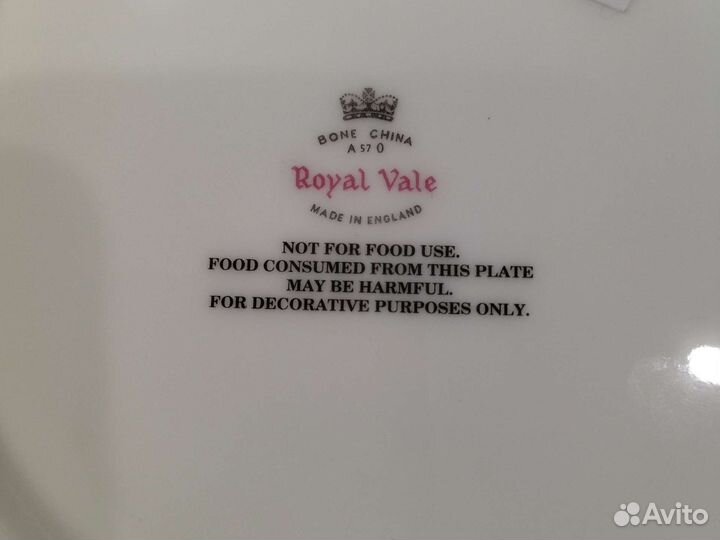 BONE CHINA
A 57 0
Royal Vale
MADE IN ENGLAND
NOT FOR FOOD USE.
FOOD CONSUMED FROM THIS PLATE
MAY BE HARMFUL.
FOR DECORATIVE PURPOSES ONLY.
Avito